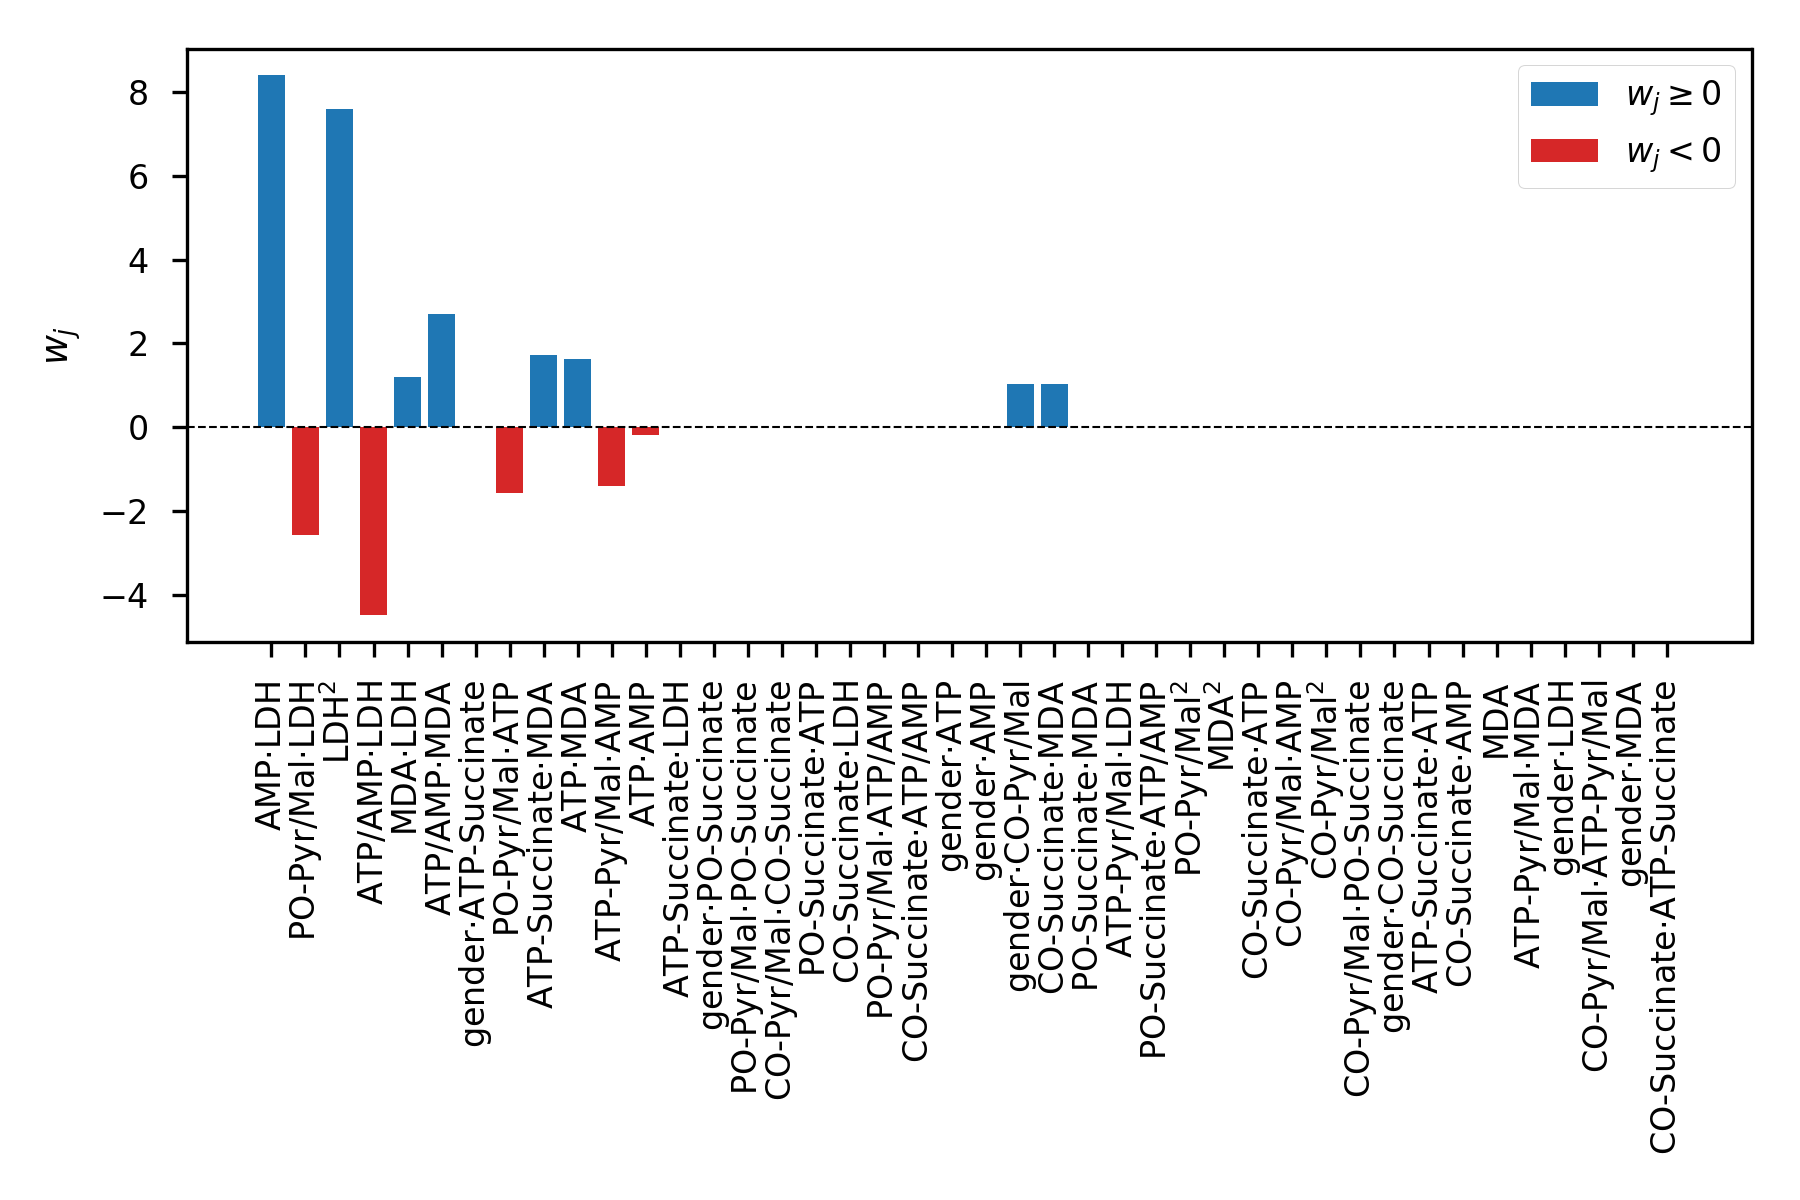 8
6
4
2
0
−2
−4
w_j
w_j ≥ 0
w_j < 0
AMP·LDH
PO-Pyr/Mal·LDH
LDH²
ATP/AMP·LDH
MDA·LDH
ATP/AMP·MDA
gender·ATP-Succinate
PO-Pyr/Mal·ATP
ATP-Succinate·MDA
ATP·MDA
ATP-Pyr/Mal·AMP
ATP·AMP
ATP-Succinate·LDH
gender·PO-Succinate
PO-Pyr/Mal·PO-Succinate
CO-Pyr/Mal·CO-Succinate
PO-Succinate·ATP
CO-Succinate·LDH
PO-Pyr/Mal·ATP/AMP
CO-Succinate·ATP/AMP
gender·ATP
gender·AMP
gender·CO-Pyr/Mal
CO-Succinate·MDA
PO-Succinate·MDA
ATP-Pyr/Mal·LDH
PO-Succinate·ATP/AMP
PO-Pyr/Mal²
MDA²
CO-Succinate·ATP
CO-Pyr/Mal·AMP
CO-Pyr/Mal²
CO-Pyr/Mal·PO-Succinate
gender·CO-Succinate
ATP-Succinate·ATP
CO-Succinate·AMP
MDA
ATP-Pyr/Mal·MDA
gender·LDH
CO-Pyr/Mal·ATP-Pyr/Mal
gender·MDA
CO-Succinate·ATP-Succinate